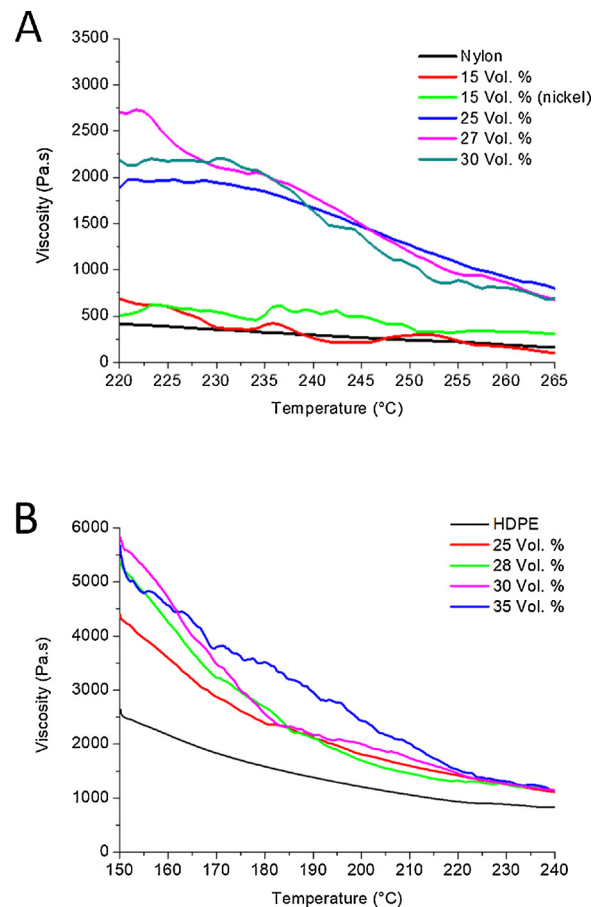 A
3500
3000
2500
2000
1500
1000
500
0
Viscosity (Pa.s)
Nylon
15 Vol. %
15 Vol. % (nickel)
25 Vol. %
27 Vol. %
30 Vol. %
220 225 230 235 240 245 250 255 260 265
Temperature (°C)
B
6000
5000
4000
3000
2000
1000
0
Viscosity (Pa.s)
HDPE
25 Vol. %
28 Vol. %
30 Vol. %
35 Vol. %
150 160 170 180 190 200 210 220 230 240
Temperature (°C)